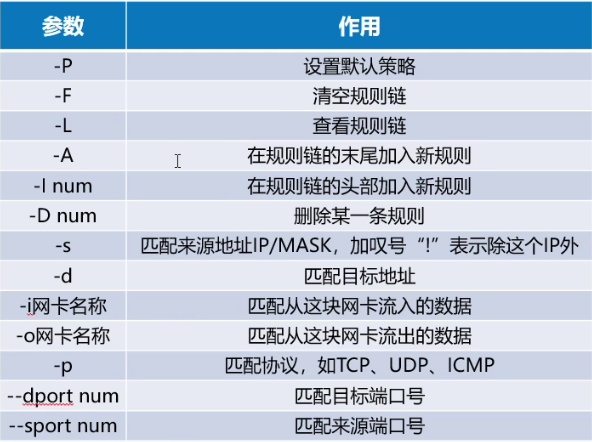 参数 作用
-P 设置默认策略
-F 清空规则链
-L 查看规则链
-A 在规则链的末尾加入新规则
-I num 在规则链的头部加入新规则
-D num 删除某一条规则
-s 匹配来源地址IP/MASK，加叹号“!”表示除这个IP外
-d 匹配目标地址
-i网卡名称 匹配从这块网卡流入的数据
-o网卡名称 匹配从这块网卡流出的数据
-p 匹配协议，如TCP、UDP、ICMP
--dport num 匹配目标端口号
--sport num 匹配来源端口号